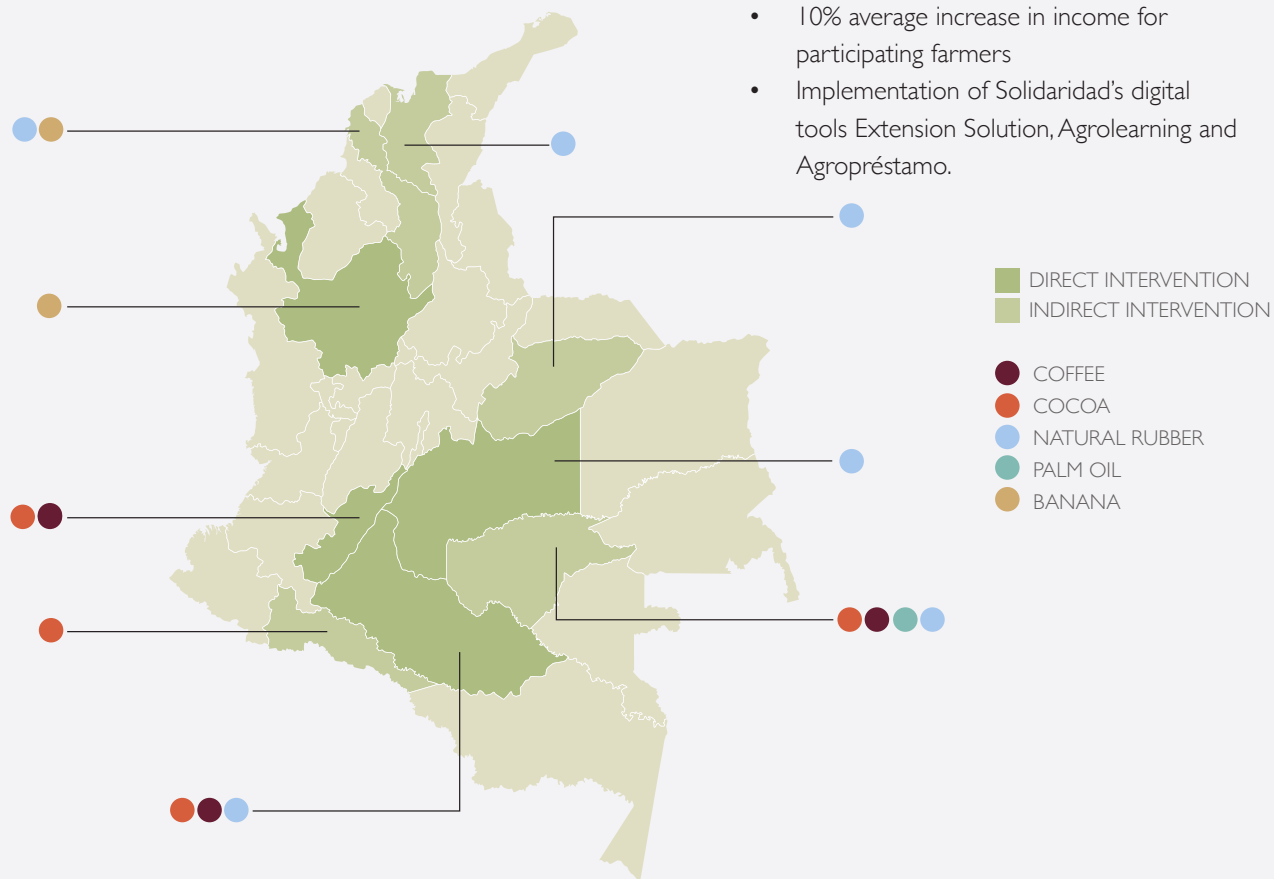 • 10% average increase in income for
participating farmers
• Implementation of Solidaridad's digital
tools Extension Solution, Agrolearning and
Agropréstamo.
DIRECT INTERVENTION
INDIRECT INTERVENTION
COFFEE
COCOA
NATURAL RUBBER
PALM OIL
BANANA